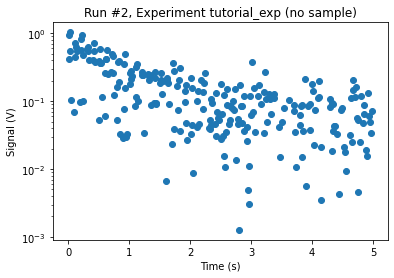 Run #2, Experiment tutorial_exp (no sample)
Signal (V)
10⁰
10⁻¹
10⁻²
10⁻³
0 1 2 3 4 5
Time (s)